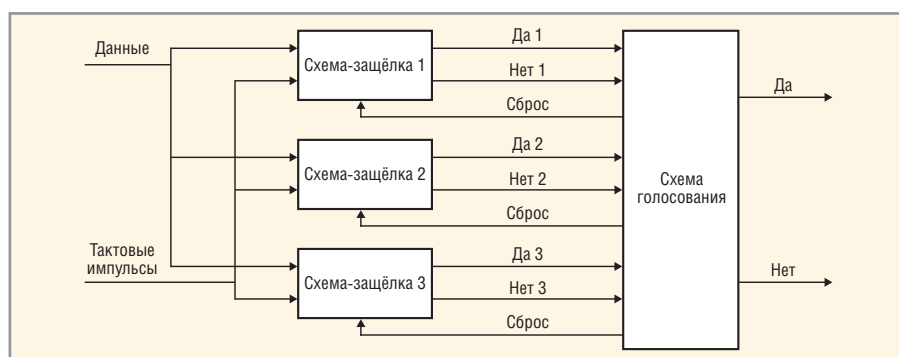 Данные
Тактовые
импульсы
Схема-защёлка 1
Да 1
Нет 1
Сброс
Схема-защёлка 2
Да 2
Нет 2
Сброс
Схема-защёлка 3
Да 3
Нет 3
Сброс
Схема
голосования
Да
Нет